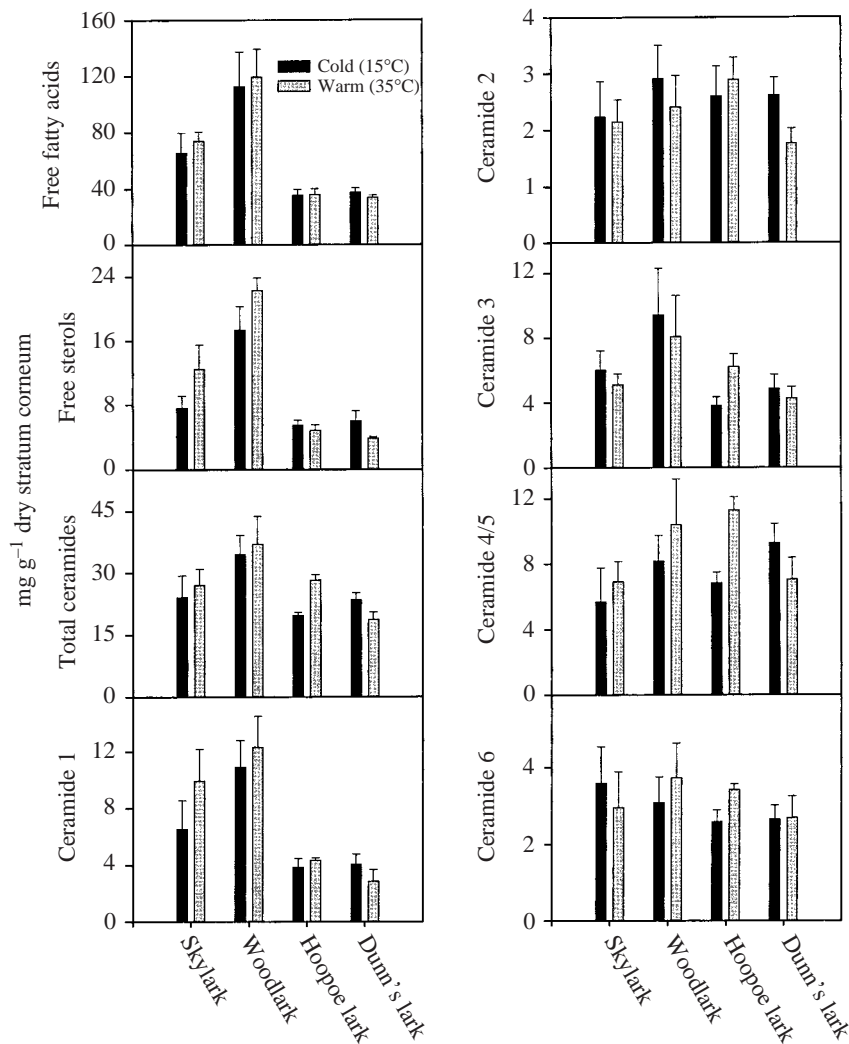 mg g⁻¹ dry stratum corneum
Free fatty acids
160
120
80
40
0
Cold (15°C)
Warm (35°C)
Free sterols
24
16
8
0
Total ceramides
45
30
15
0
Ceramide 1
12
8
4
0
Skylark
Woodlark
Hoopoe lark
Dunn's lark
Ceramide 2
4
3
2
1
0
Ceramide 3
12
8
4
0
Ceramide 4/5
12
8
4
0
Ceramide 6
4
2
0
Skylark
Woodlark
Hoopoe lark
Dunn's lark